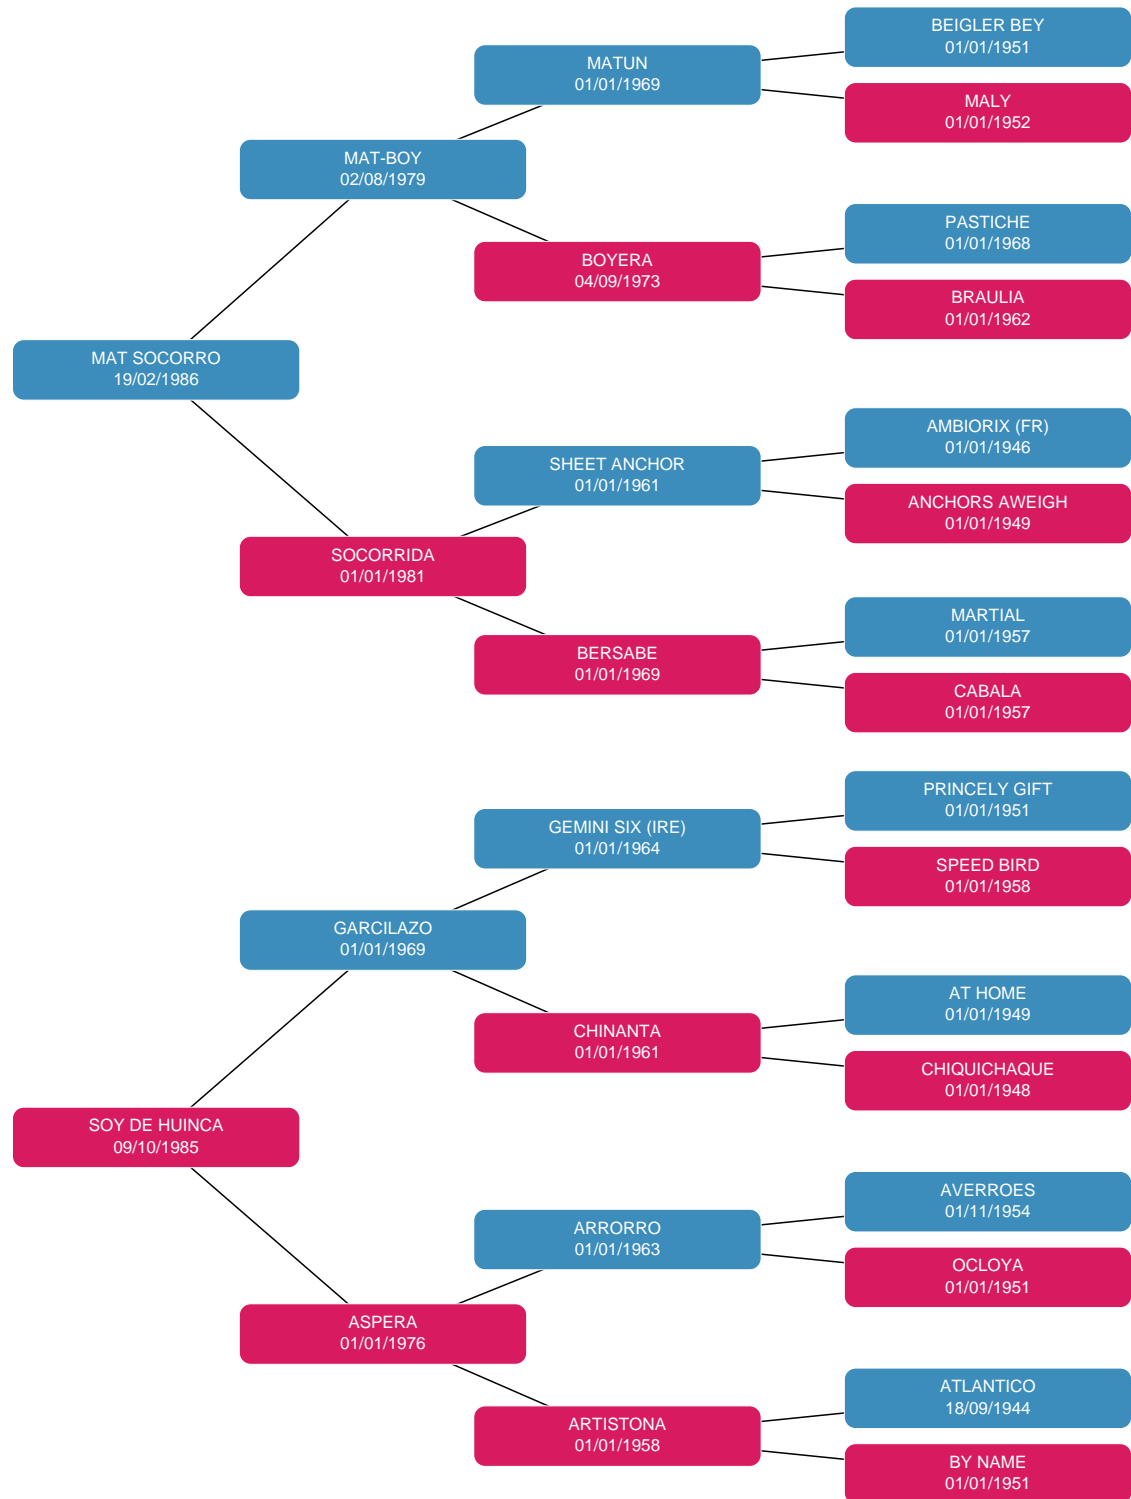 BEIGLER BEY
01/01/1951
MATUN
01/01/1969
MALY
01/01/1952
MAT-BOY
02/08/1979
PASTICHE
01/01/1968
BOYERA
04/09/1973
BRAULIA
01/01/1962
MAT SOCORRO
19/02/1986
AMBIORIX (FR)
01/01/1946
SHEET ANCHOR
01/01/1961
ANCHORS AWEIGH
01/01/1949
SOCORRIDA
01/01/1981
MARTIAL
01/01/1957
BERSABE
01/01/1969
CABALA
01/01/1957
PRINCELY GIFT
01/01/1951
GEMINI SIX (IRE)
01/01/1964
SPEED BIRD
01/01/1958
GARCILAZO
01/01/1969
AT HOME
01/01/1949
CHINANTA
01/01/1961
CHIQUICHAQUE
01/01/1948
SOY DE HUINCA
09/10/1985
AVERROES
01/11/1954
ARRORRO
01/01/1963
OCLOYA
01/01/1951
ASPERA
01/01/1976
ATLANTICO
18/09/1944
ARTISTONA
01/01/1958
BY NAME
01/01/1951